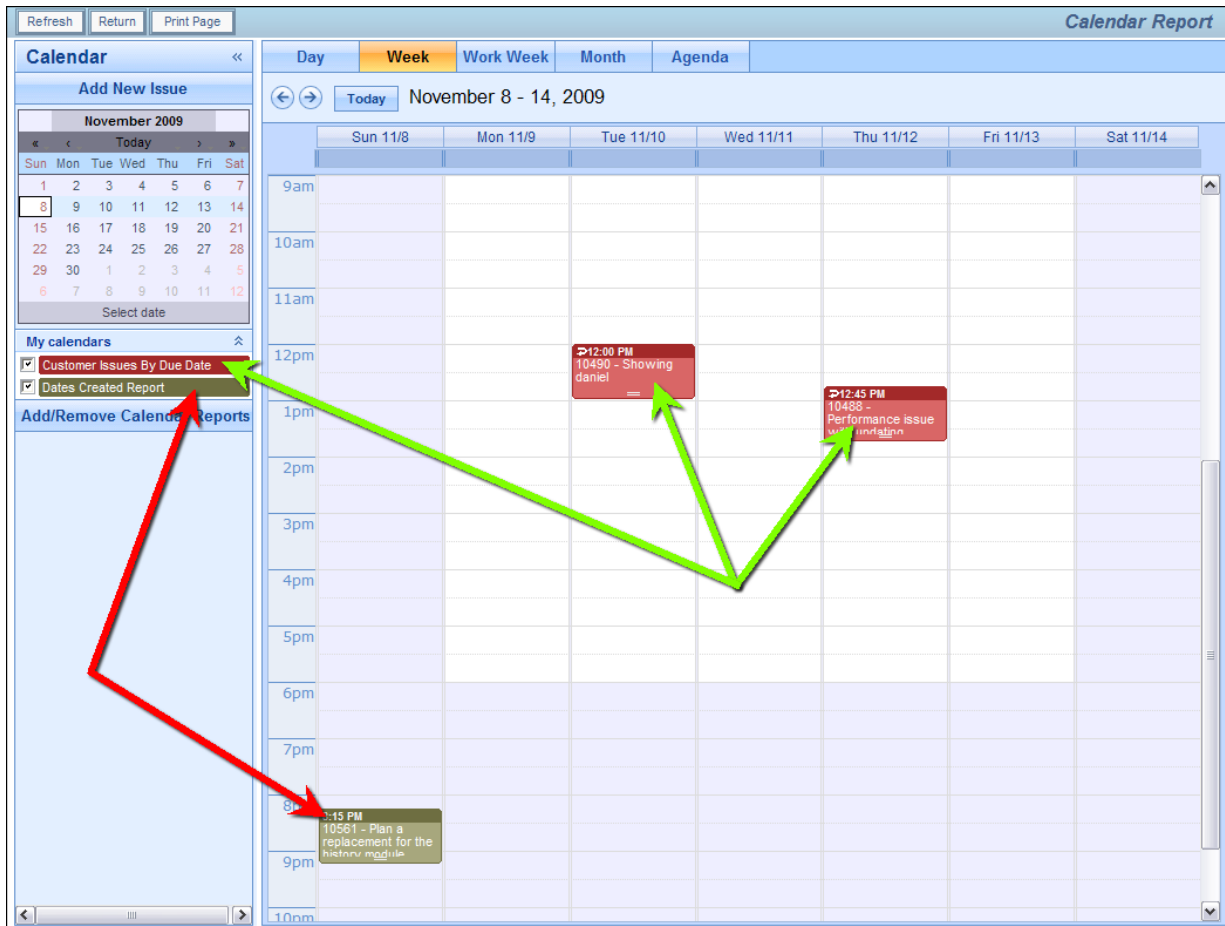 Refresh Return Print Page Calendar Report
Calendar «
Add New Issue
November 2009
« ‹ Today › »
Sun Mon Tue Wed Thu Fri Sat
1 2 3 4 5 6 7
8 9 10 11 12 13 14
15 16 17 18 19 20 21
22 23 24 25 26 27 28
29 30 1 2 3 4 5
6 7 8 9 10 11 12
Select date
My calendars
Customer Issues By Due Date
Dates Created Report
Add/Remove Calendar Reports
Day Week Work Week Month Agenda
Today November 8 - 14, 2009
Sun 11/8 Mon 11/9 Tue 11/10 Wed 11/11 Thu 11/12 Fri 11/13 Sat 11/14
9am
10am
11am
12pm
12:00 PM
10490 - Showing
daniel
12:45 PM
10488 -
Performance issue
with updating
1pm
2pm
3pm
4pm
5pm
6pm
7pm
:15 PM
10561 - Plan a
replacement for the
history module
9pm
10pm